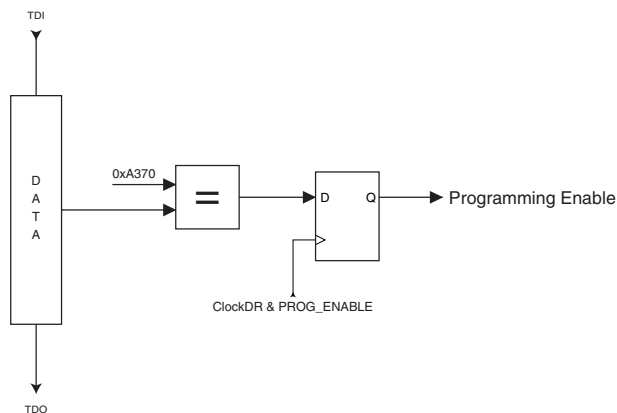 TDI
0xA370
D
A
T
A
=
D
Q
Programming Enable
ClockDR & PROG_ENABLE
TDO